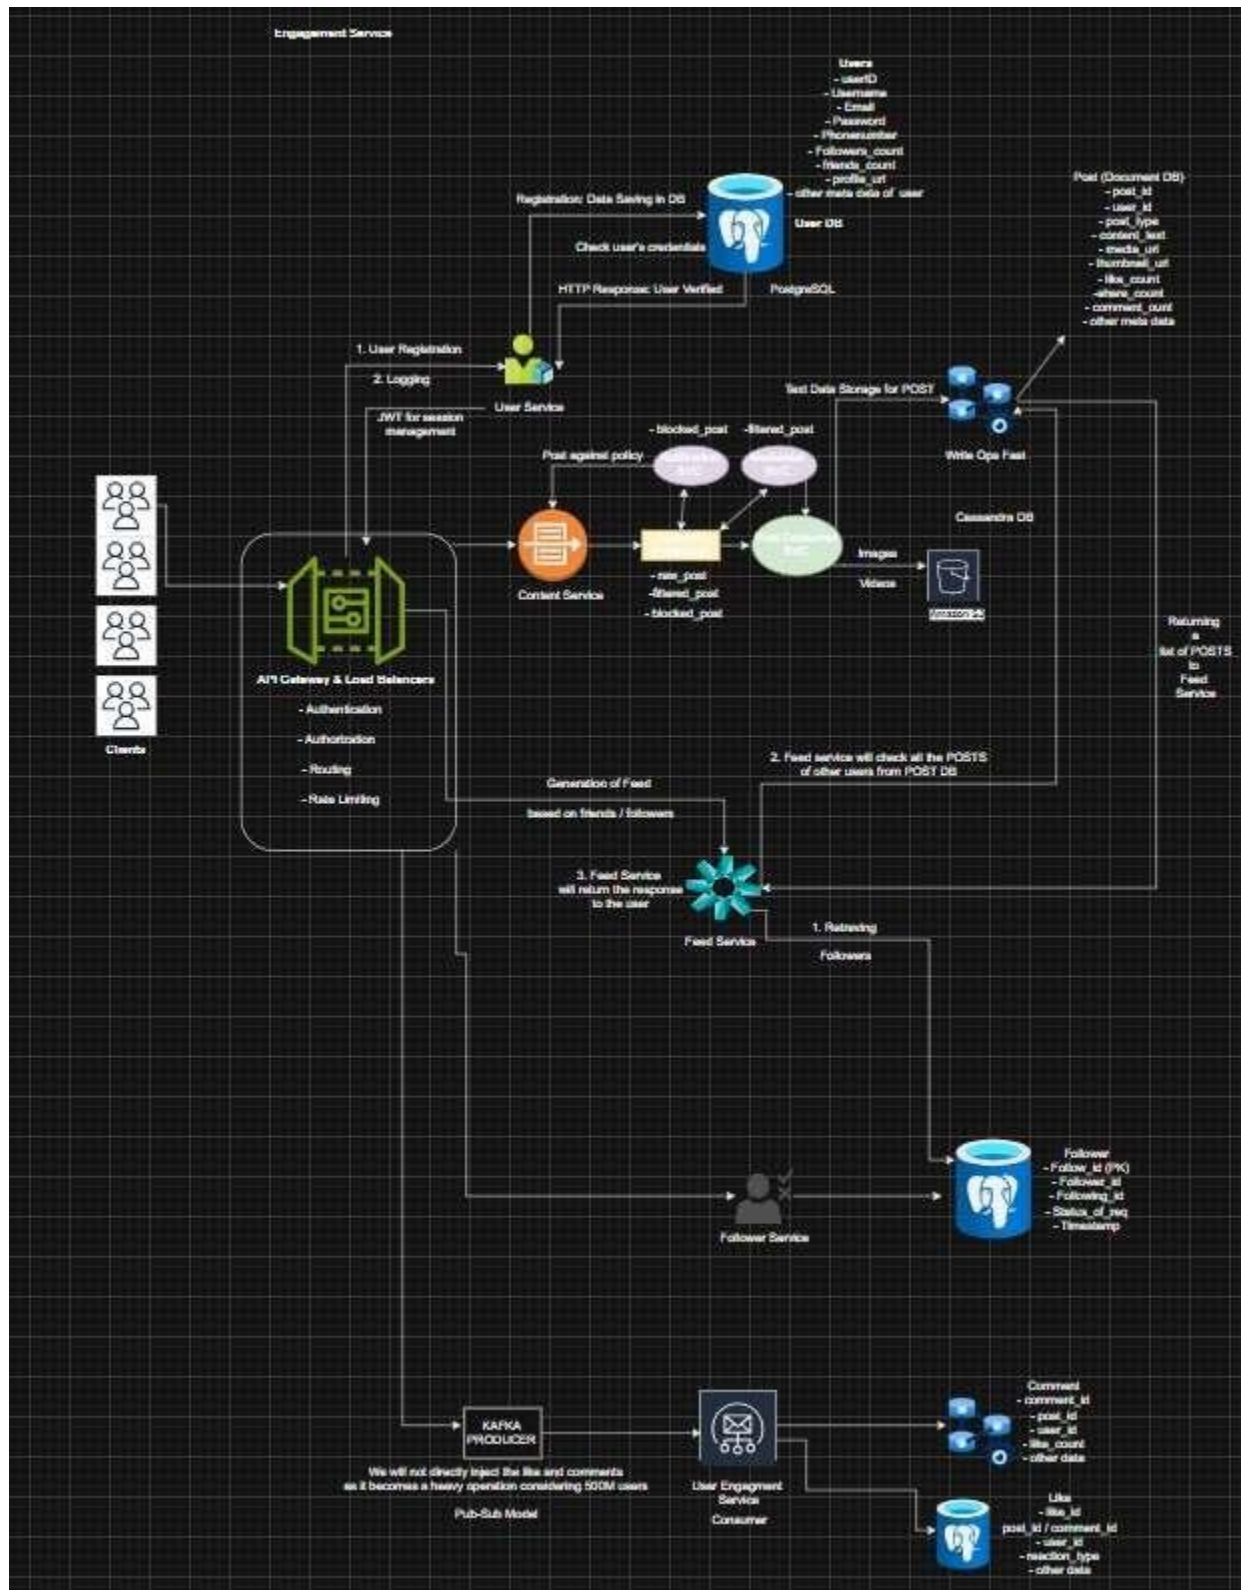 Engagement Service
Users
- userID
- Username
- Email
- Password
- Phonenumber
- Followers_count
- friends_count
- profile_url
- other meta data of user
User DB
PostgreSQL
Registration: Data Saving in DB
Check user's credentials
HTTP Response: User Verified
Post (Document DB)
- post_id
- user_id
- post_type
- content_text
- media_url
- thumbnail_url
- like_count
-share_count
- comment_ount
- other meta data
1. User Registration
2. Logging
User Service
JWT for session
management
Text Data Storage for POST
Write Ops Fast
Cassandra DB
- blocked_post
-filtered_post
Post against policy
Content Service
- raw_post
-filtered_post
- blocked_post
Images
Videos
Amazon S3
Returning
a
list of POSTS
to
Feed
Service
Clients
API Gateway & Load Balancers
- Authentication
- Authorization
- Routing
- Rate Limiting
2. Feed service will check all the POSTS
of other users from POST DB
Generation of Feed
based on friends / followers
3. Feed Service
will return the response
to the user
Feed Service
1. Retreving
Followers
Follower Service
Follower
- Follow_id (PK)
- Follower_id
- Following_id
- Status_of_req
- Timestamp
KAFKA
PRODUCER
We will not directly inject the like and comments
as it becomes a heavy operation considering 500M users
Pub-Sub Model
User Engagment
Service
Consumer
Comment
- comment_id
- post_id
- user_id
- like_count
- other data
Like
- like_id
post_id / comment_id
- user_id
- reaction_type
- other data